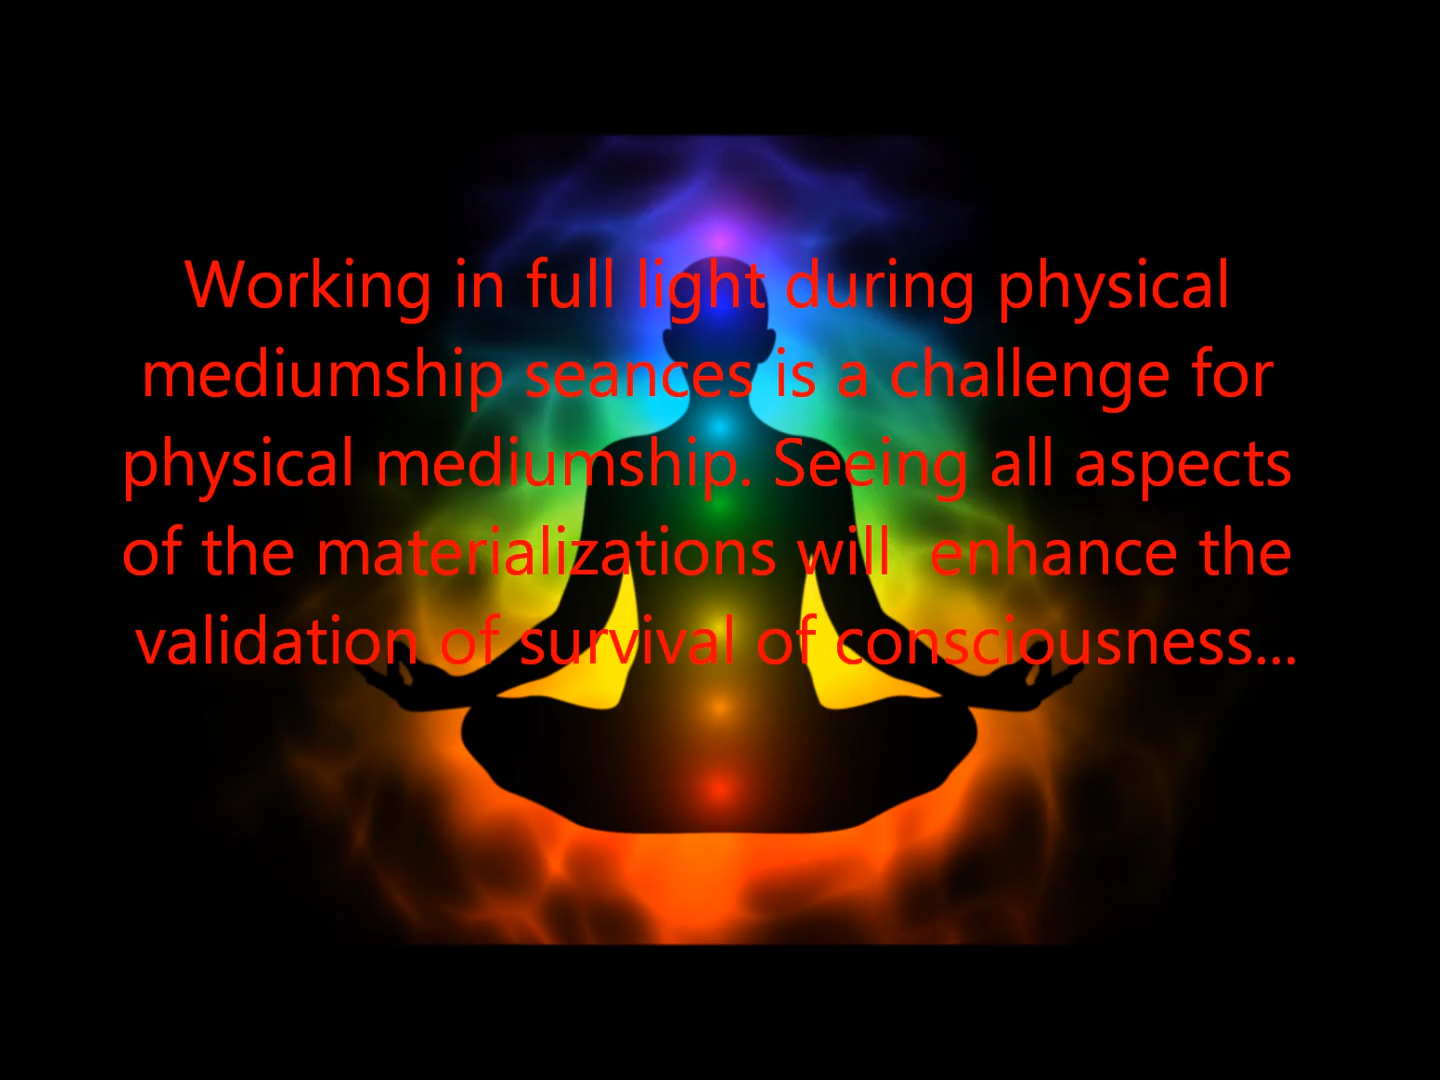 Working in full light during physical
mediumship seances is a challenge for
physical mediumship. Seeing all aspects
of the materializations will  enhance the
validation of survival of consciousness...